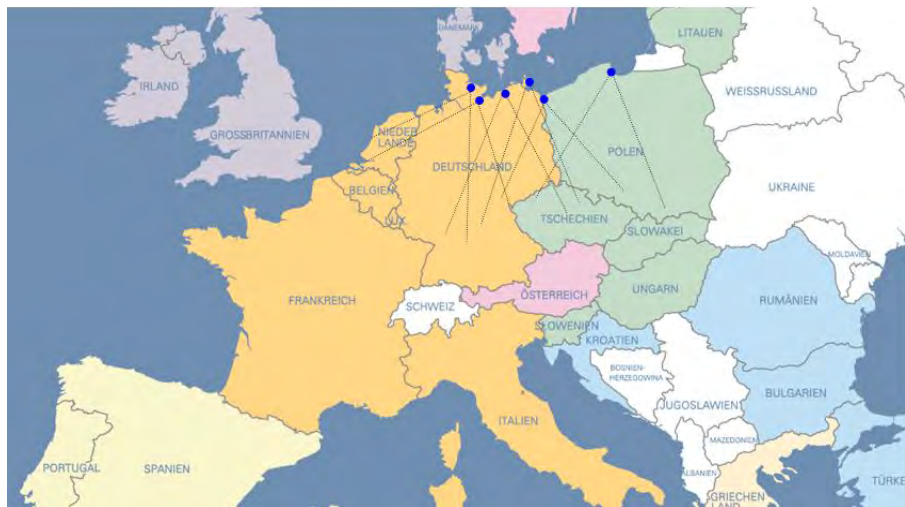 DÄNEMARK
LITAUEN
IRLAND
WEISSRUSSLAND
GROSSBRITANNIEN
NIEDER
LANDE
POLEN
DEUTSCHLAND
UKRAINE
BELGIEN
TSCHECHIEN
LUX.
SLOWAKEI
MOLDAVIEN
UNGARN
FRANKREICH
SCHWEIZ
ÖSTERREICH
RUMÄNIEN
SLOWENIEN
KROATIEN
BOSNIEN-
HERZEGOWINA
BULGARIEN
JUGOSLAWIEN
ITALIEN
MAZEDONIEN
PORTUGAL
SPANIEN
ALBANIEN
TÜRKE
GRIECHEN
LAND